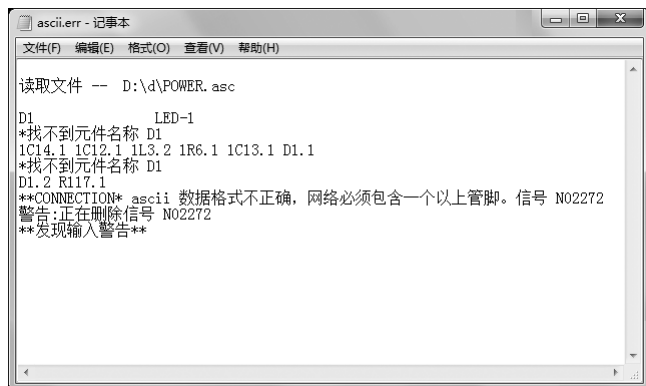 ascii.err - 记事本
文件(F) 编辑(E) 格式(O) 查看(V) 帮助(H)
读取文件 -- D:\d\POWER.asc
D1 LED-1
*找不到元件名称 D1
1C14.1 1C12.1 1L3.2 1R6.1 1C13.1 D1.1
*找不到元件名称 D1
D1.2 R117.1
**CONNECTION* ascii 数据格式不正确，网络必须包含一个以上管脚。信号 N02272
警告:正在删除信号 N02272
**发现输入警告**